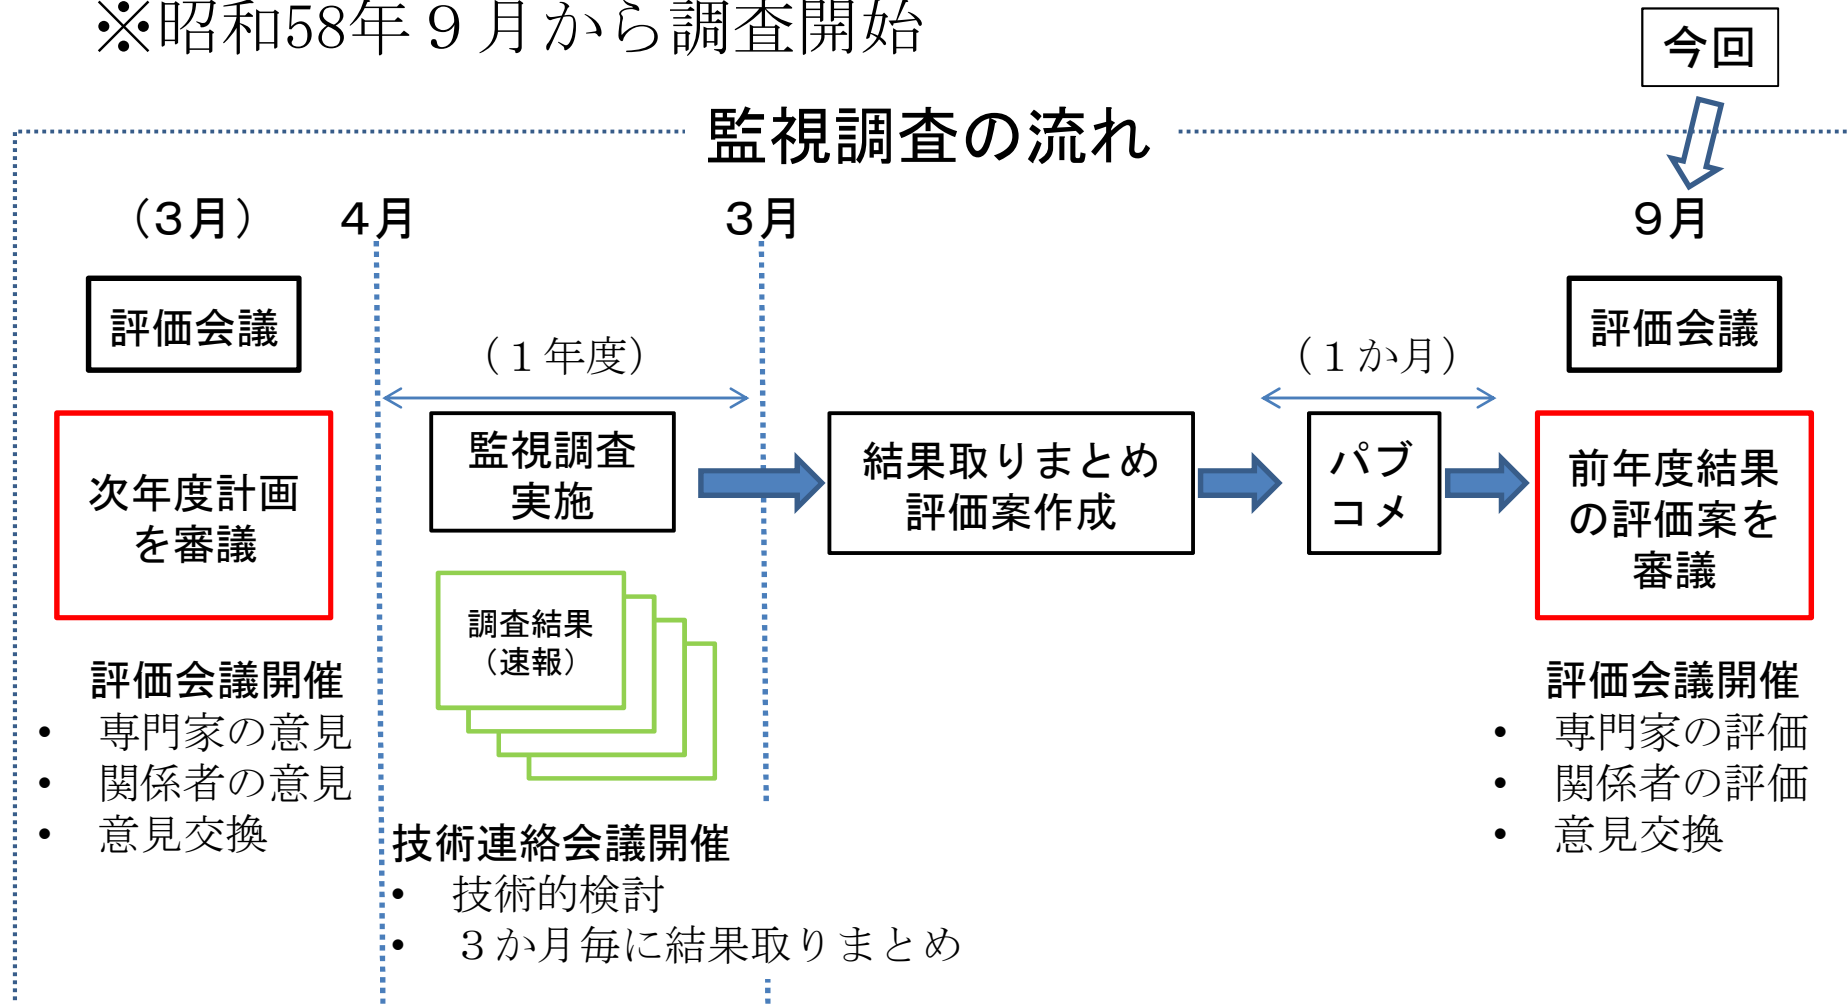 ※昭和58年９月から調査開始
今回
監視調査の流れ
（３月）
４月
３月
９月
評価会議
次年度計画
を審議
評価会議開催
• 専門家の意見
• 関係者の意見
• 意見交換
（１年度）
監視調査
実施
調査結果
（速報）
技術連絡会議開催
• 技術的検討
• ３か月毎に結果取りまとめ
結果取りまとめ
評価案作成
（１か月）
パブ
コメ
評価会議
前年度結果
の評価案を
審議
評価会議開催
• 専門家の評価
• 関係者の評価
• 意見交換